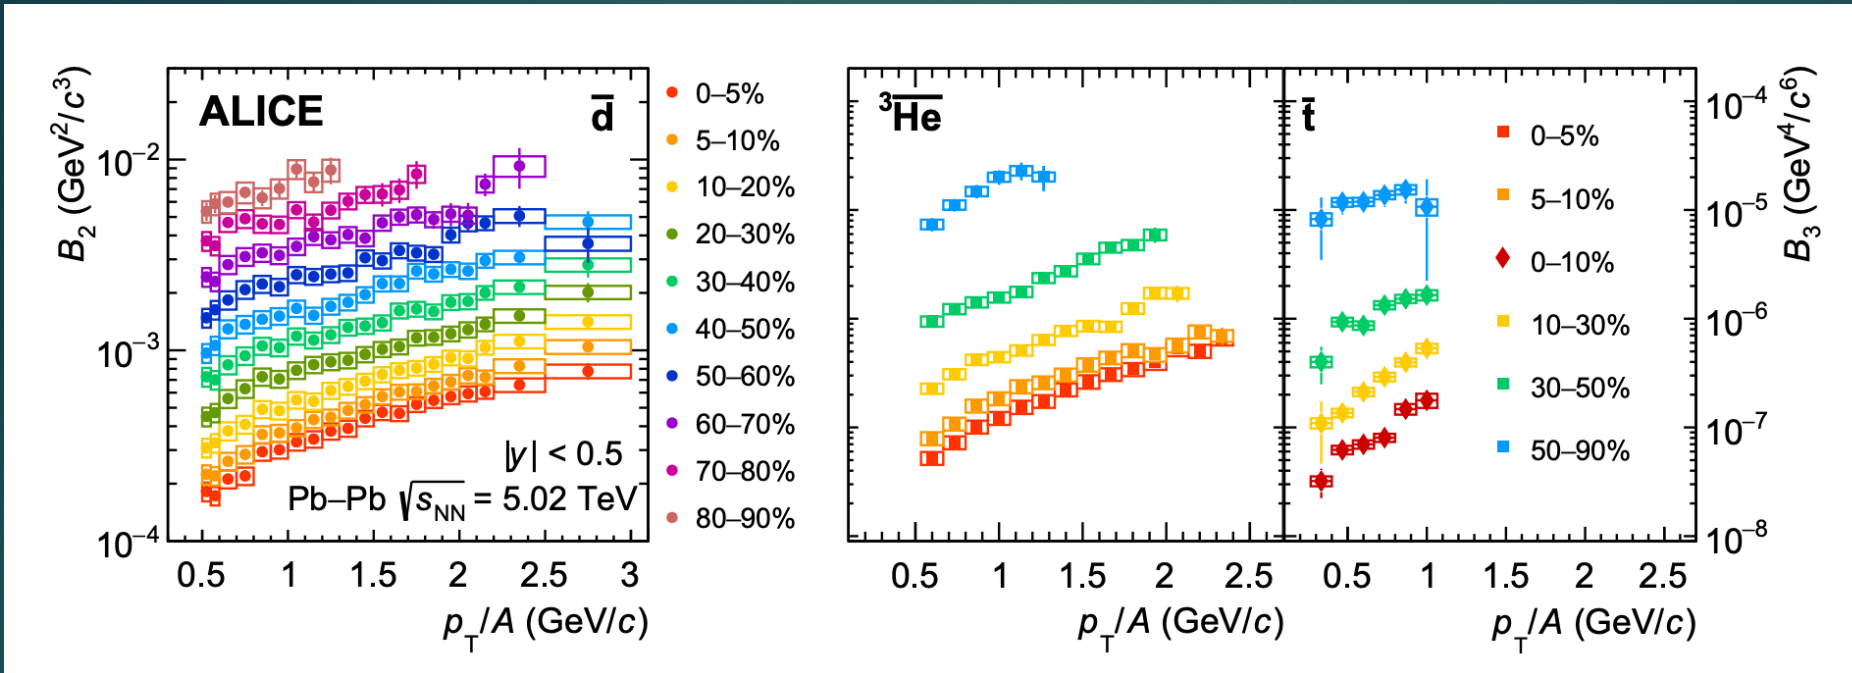 ALICE
d̅
B₂ (GeV²/c³)
10⁻²
10⁻³
10⁻⁴
|y| < 0.5
Pb–Pb √sNN = 5.02 TeV
0.5 1 1.5 2 2.5 3
pT/A (GeV/c)
0–5%
5–10%
10–20%
20–30%
30–40%
40–50%
50–60%
60–70%
70–80%
80–90%
³H̅e̅
0.5 1 1.5 2 2.5
pT/A (GeV/c)
t̅
0–5%
5–10%
0–10%
10–30%
30–50%
50–90%
0.5 1 1.5 2 2.5
pT/A (GeV/c)
10⁻⁴
10⁻⁵
10⁻⁶
10⁻⁷
10⁻⁸
B₃ (GeV⁴/c⁶)